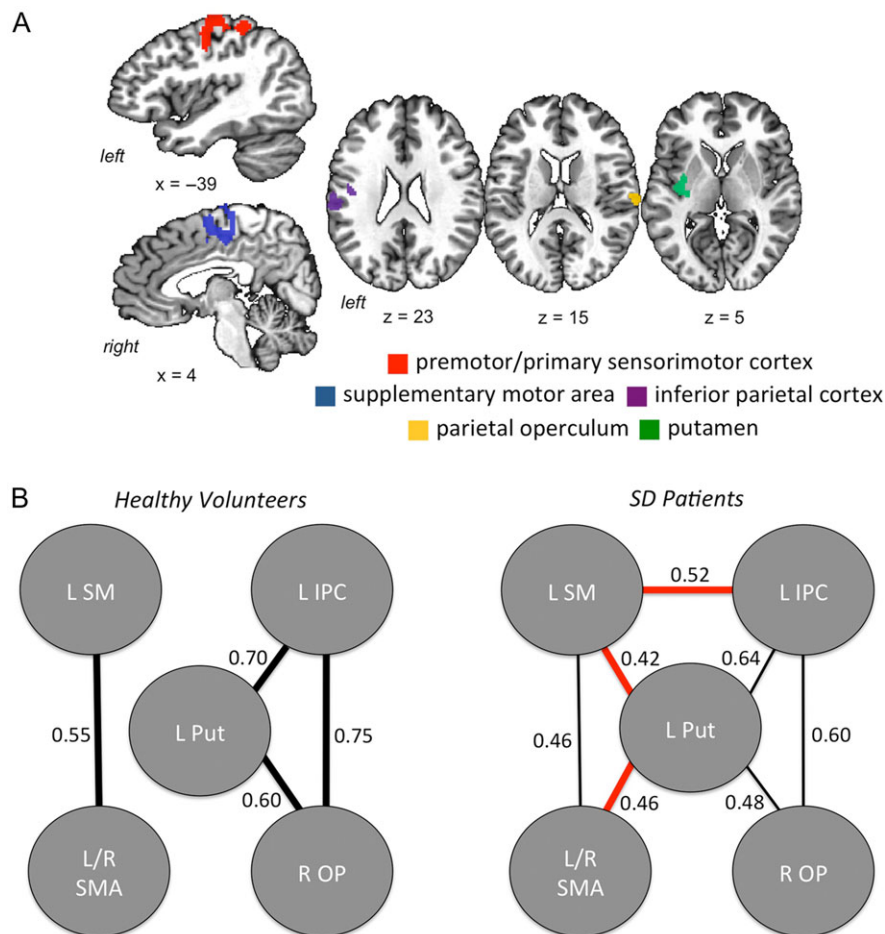 A
left
x = –39
right
x = 4
left
z = 23
z = 15
z = 5
premotor/primary sensorimotor cortex
supplementary motor area
inferior parietal cortex
parietal operculum
putamen
B
Healthy Volunteers
L SM
L IPC
0.70
L Put
0.55
0.75
0.60
L/R
SMA
R OP
SD Patients
L SM
0.52
L IPC
0.42
0.64
L Put
0.46
0.60
0.46
0.48
L/R
SMA
R OP